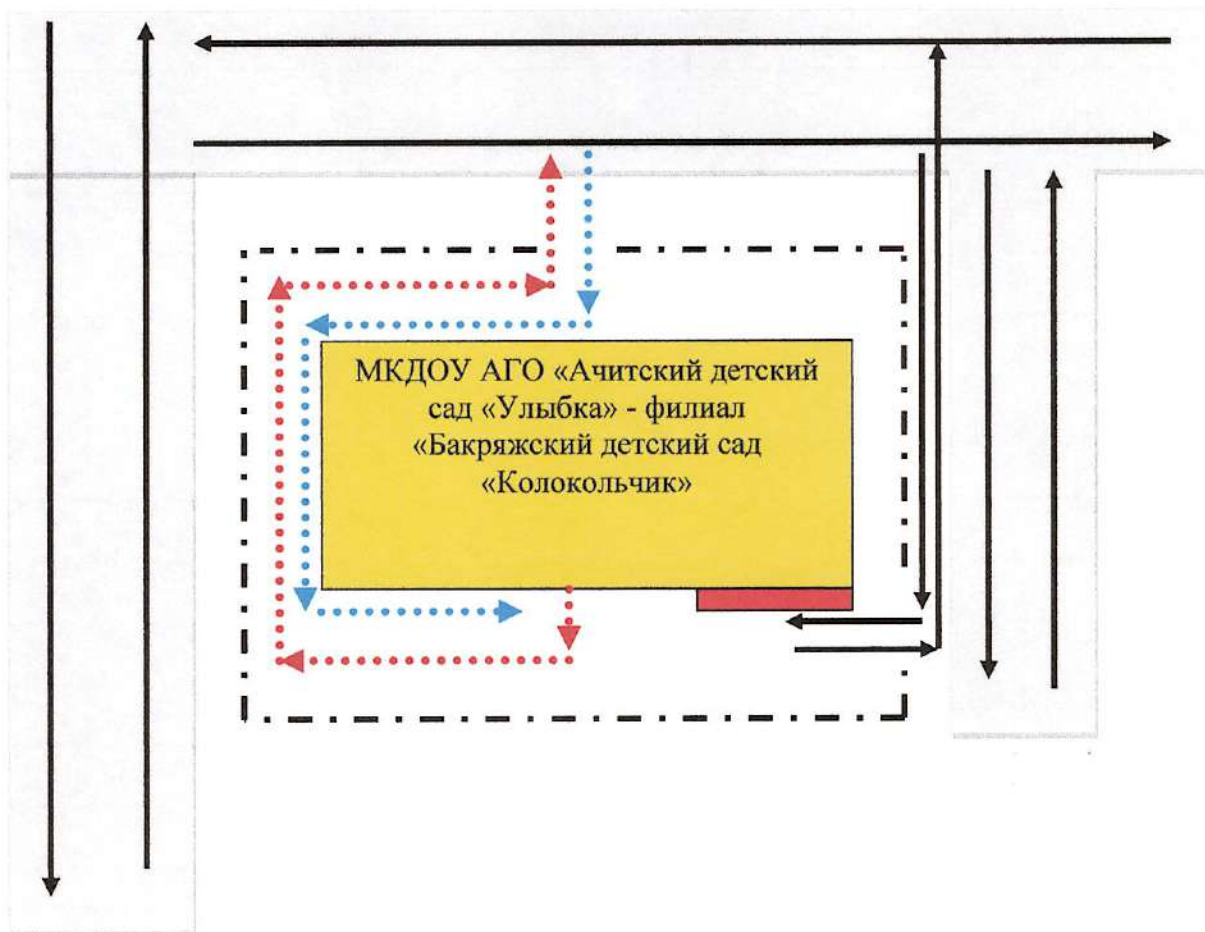 МКДОУ АГО «Ачитский детский
сад «Улыбка» - филиал
«Бакряжский детский сад
«Колокольчик»